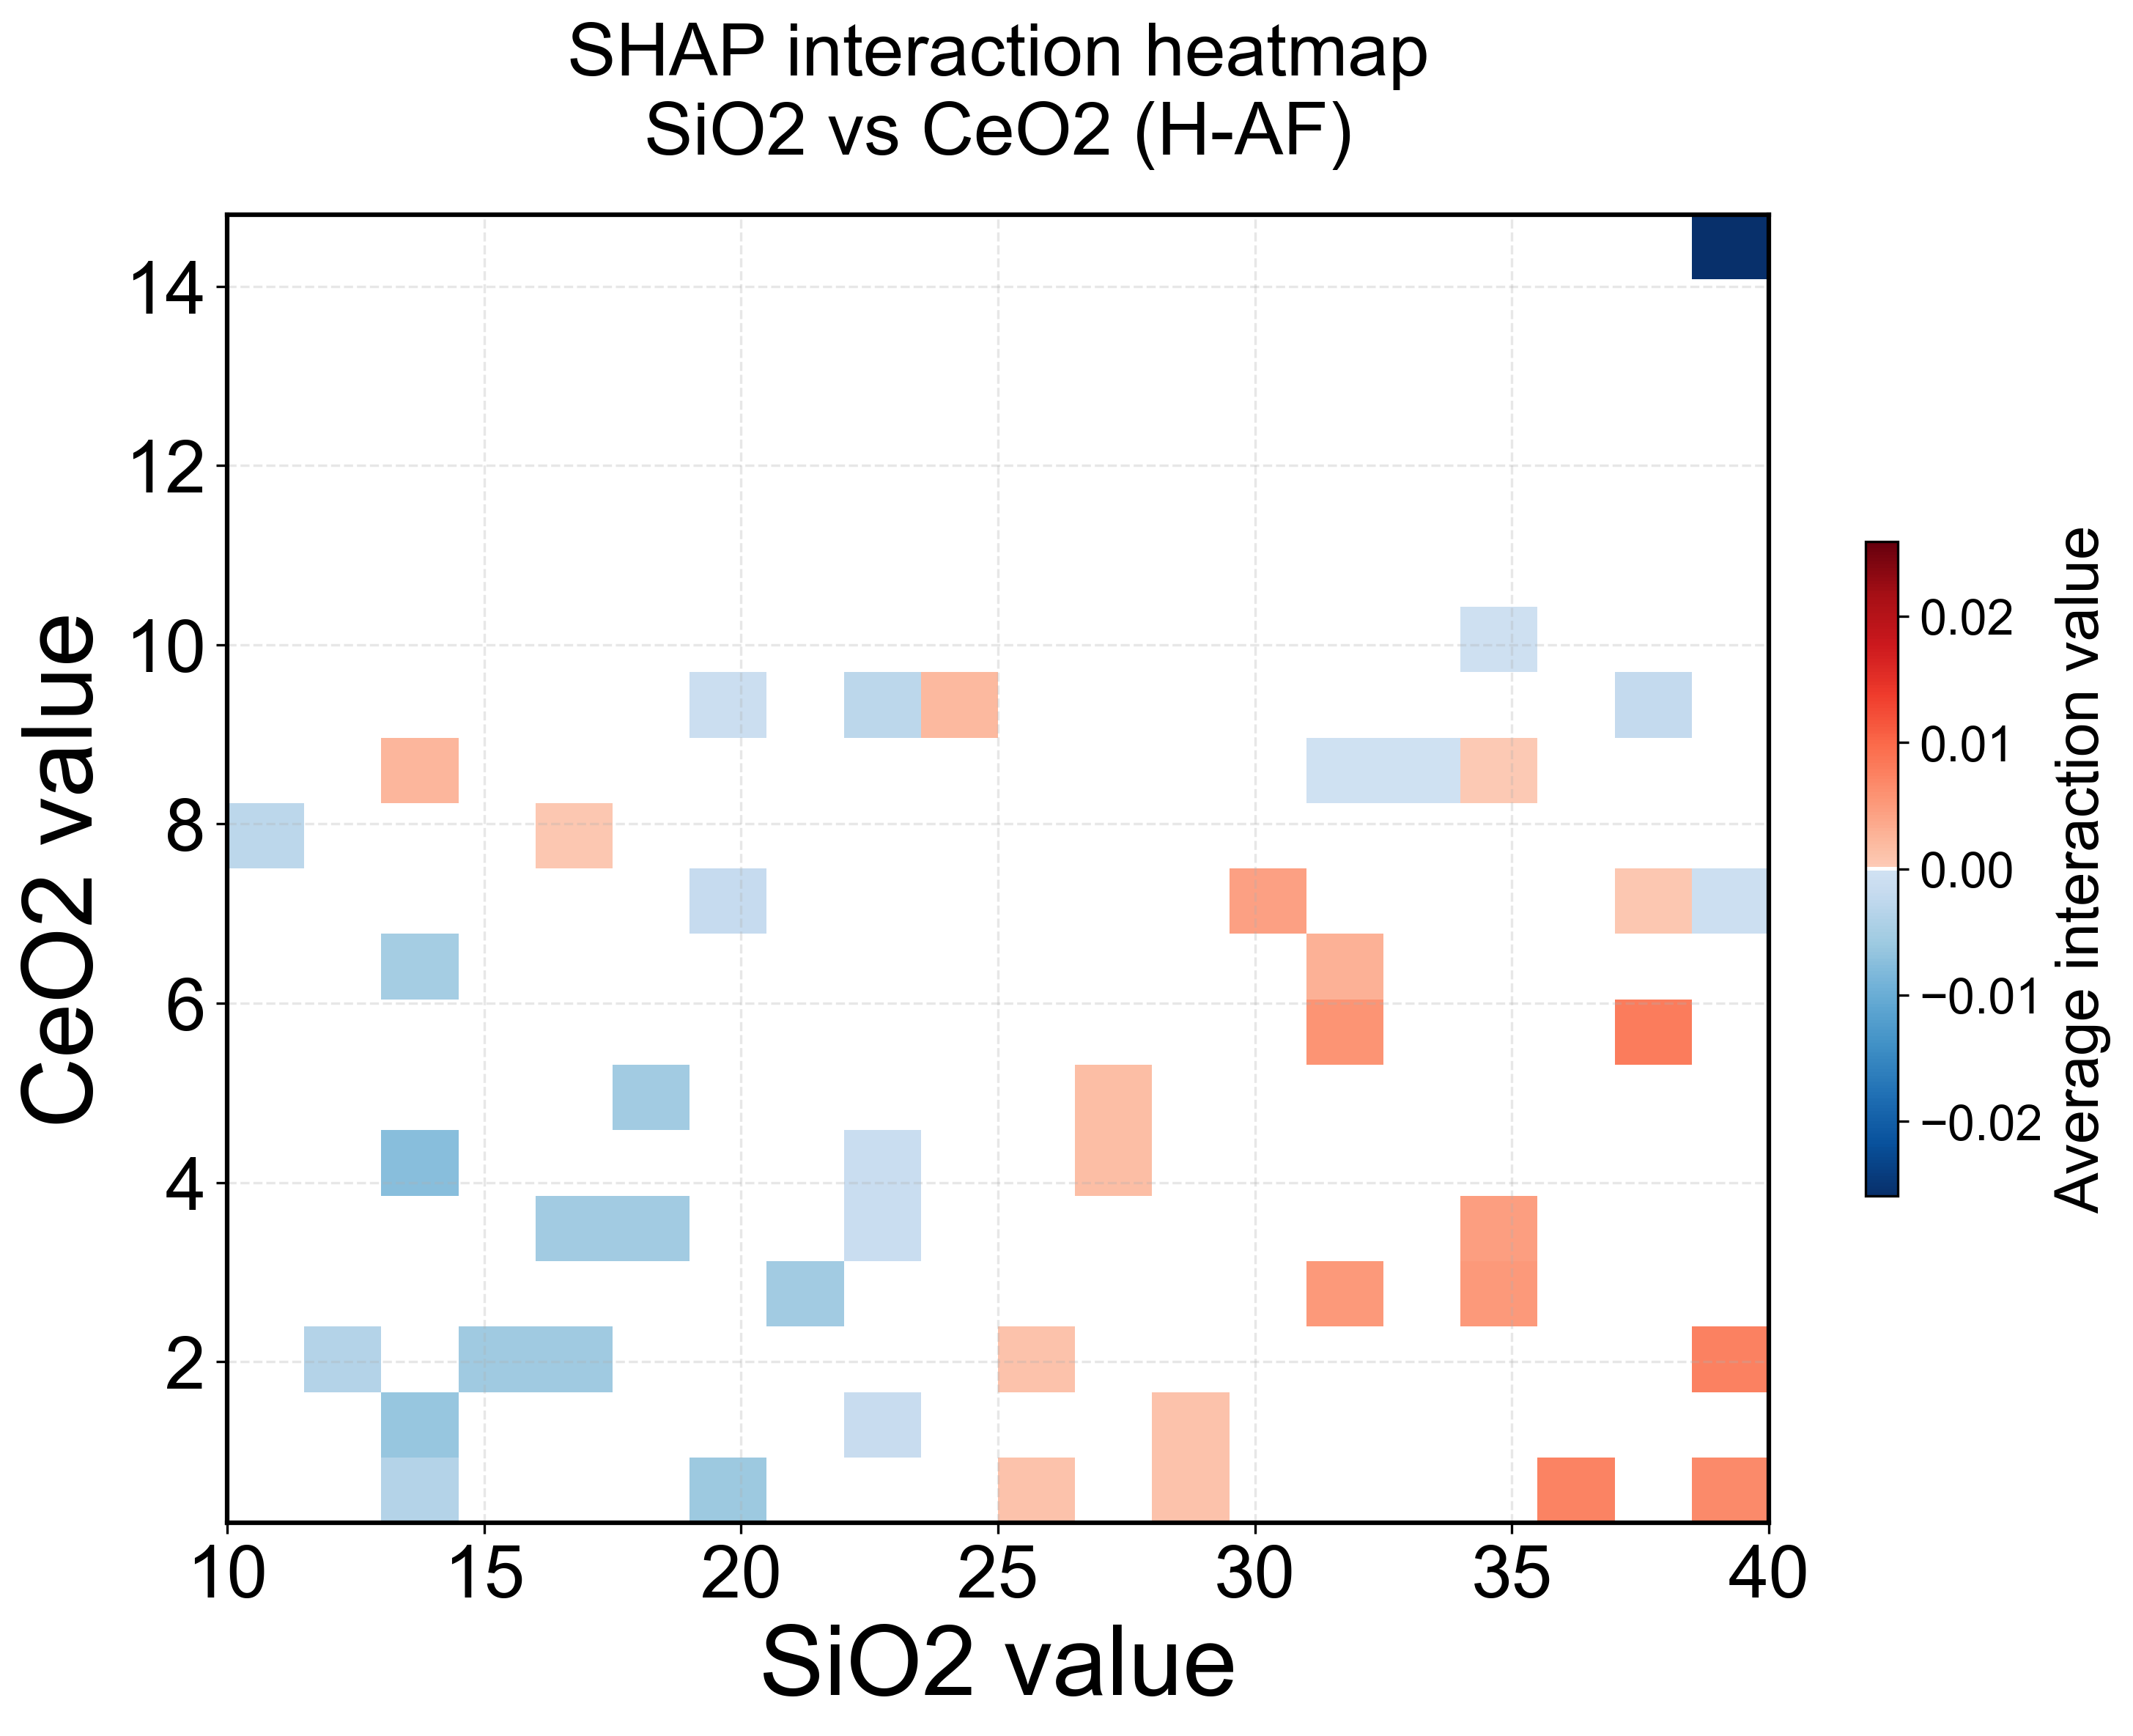 SHAP interaction heatmap
SiO2 vs CeO2 (H-AF)
CeO2 value
14
12
10
8
6
4
2
10 15 20 25 30 35 40
SiO2 value
0.02
0.01
0.00
−0.01
−0.02
Average interaction value